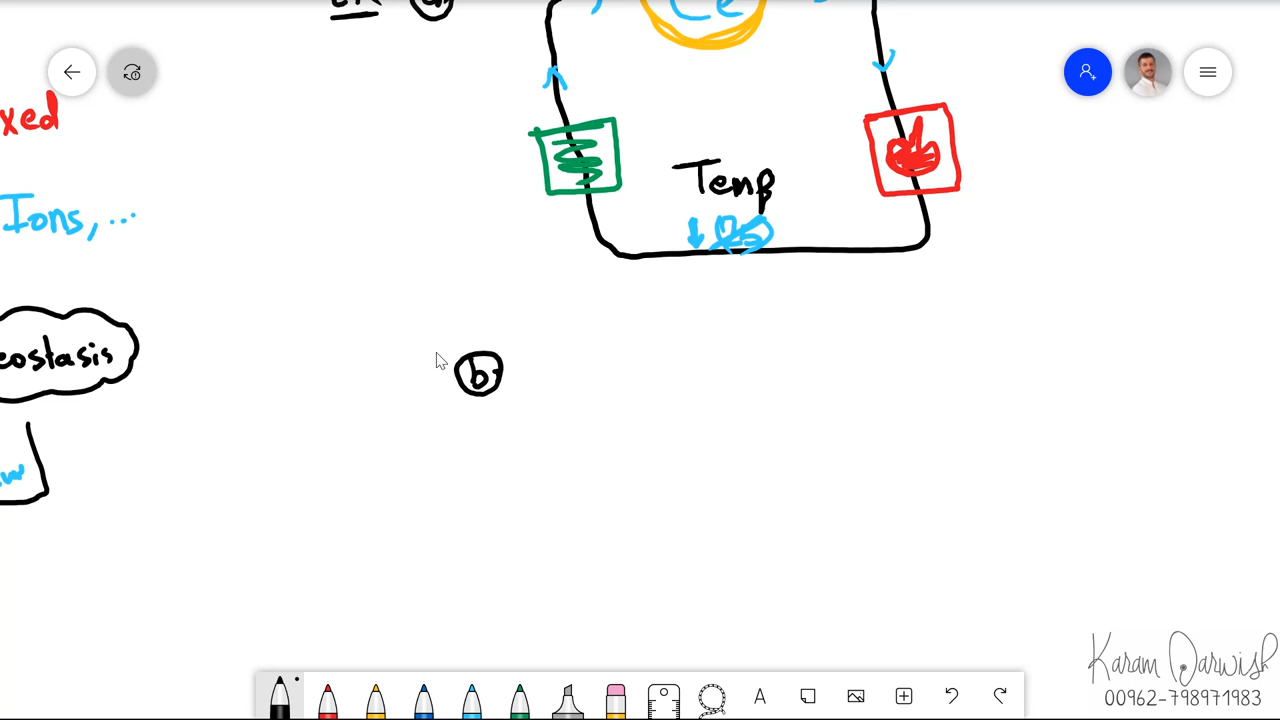 xed
Temp
Ions, ...
eostasis
b
Karam Darwish
00962-798971983